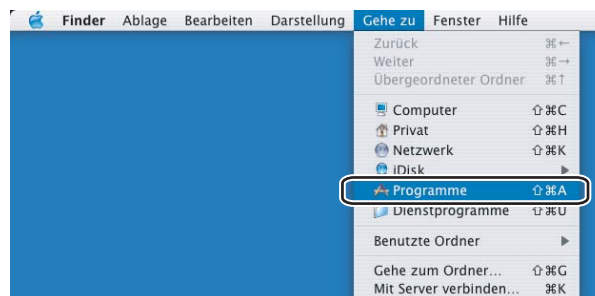 Finder Ablage Bearbeiten Darstellung Gehe zu Fenster Hilfe
Zurück ⌘←
Weiter ⌘→
Übergeordneter Ordner ⌘↑
Computer ⇧⌘C
Privat ⇧⌘H
Netzwerk ⇧⌘K
iDisk ▶
Programme ⇧⌘A
Dienstprogramme ⇧⌘U
Benutzte Ordner ▶
Gehe zum Ordner... ⇧⌘G
Mit Server verbinden... ⌘K